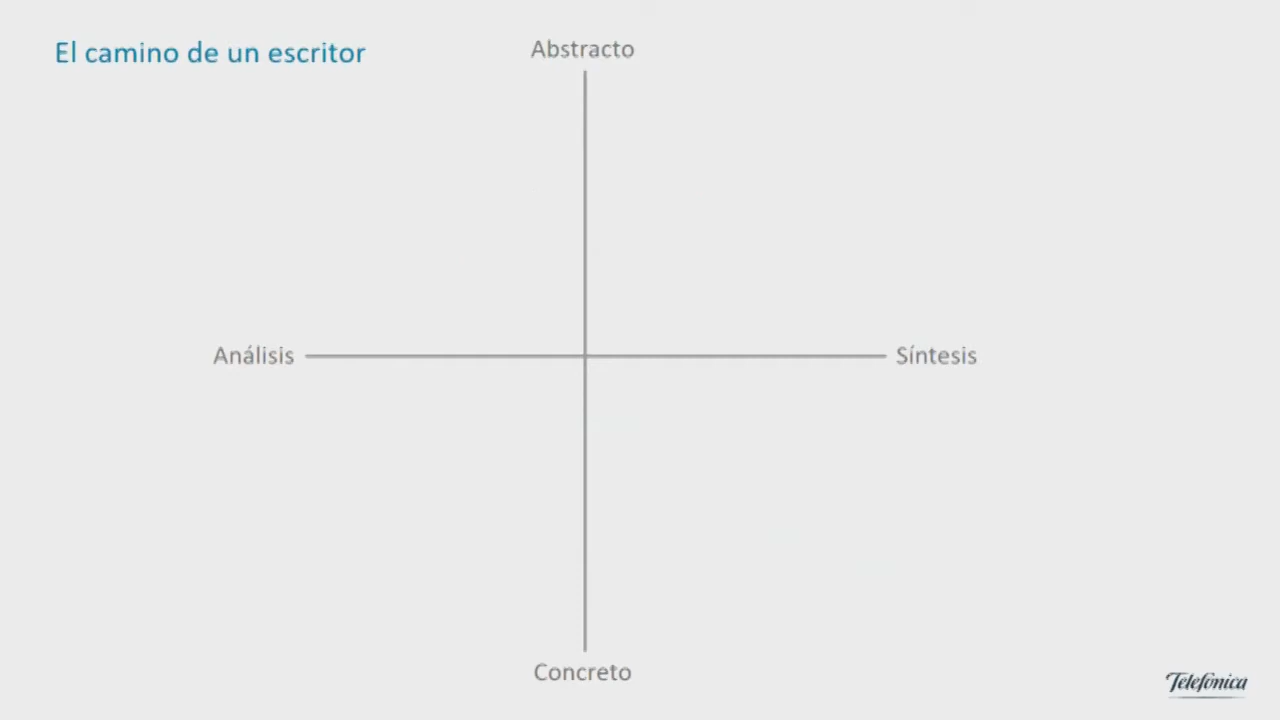 El camino de un escritor
Abstracto
Análisis
Síntesis
Concreto
Telefónica